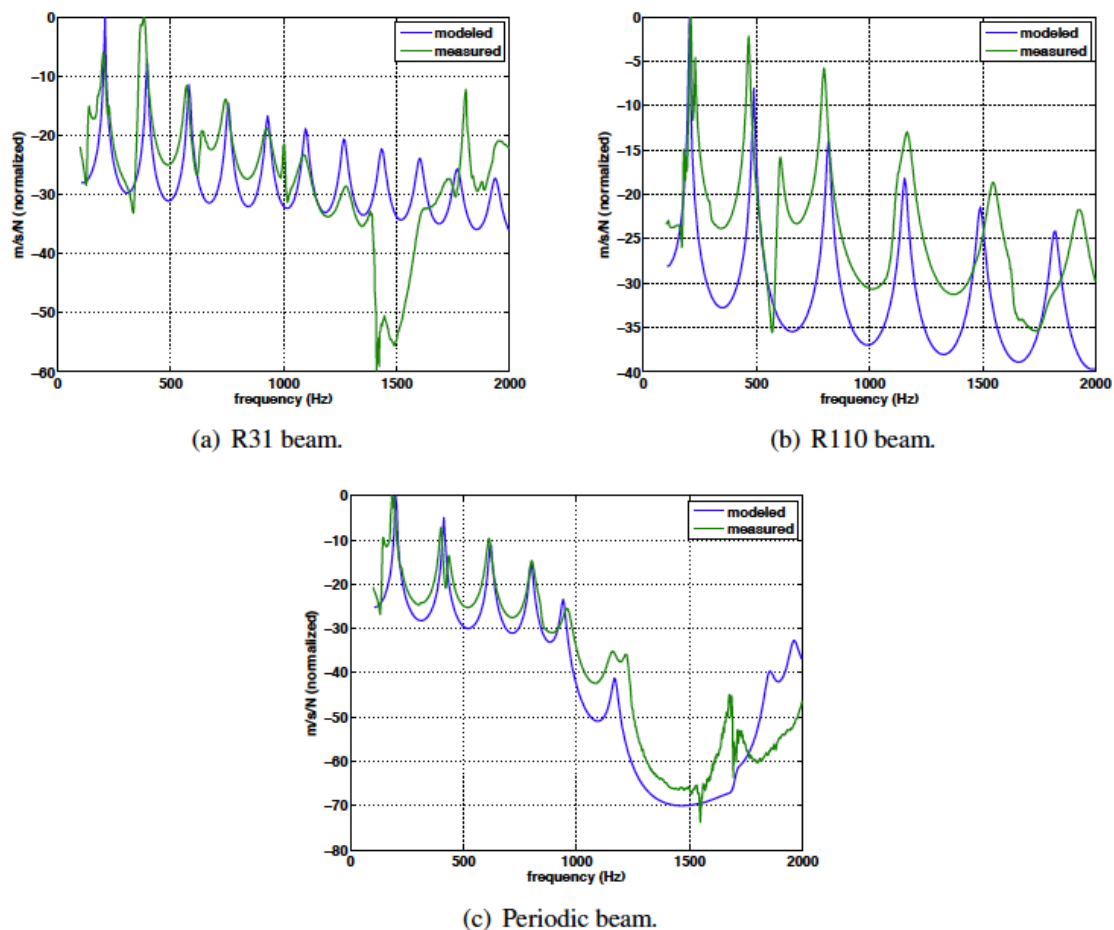 0
−10
−20
−30
−40
−50
−60
m/s/N (normalized)
modeled
measured
0
500
1000
1500
2000
frequency (Hz)
(a) R31 beam.
0
−5
−10
−15
−20
−25
−30
−35
−40
m/s/N (normalized)
modeled
measured
0
500
1000
1500
2000
frequency (Hz)
(b) R110 beam.
0
−10
−20
−30
−40
−50
−60
−70
−80
m/s/N (normalized)
modeled
measured
0
500
1000
1500
2000
frequency (Hz)
(c) Periodic beam.